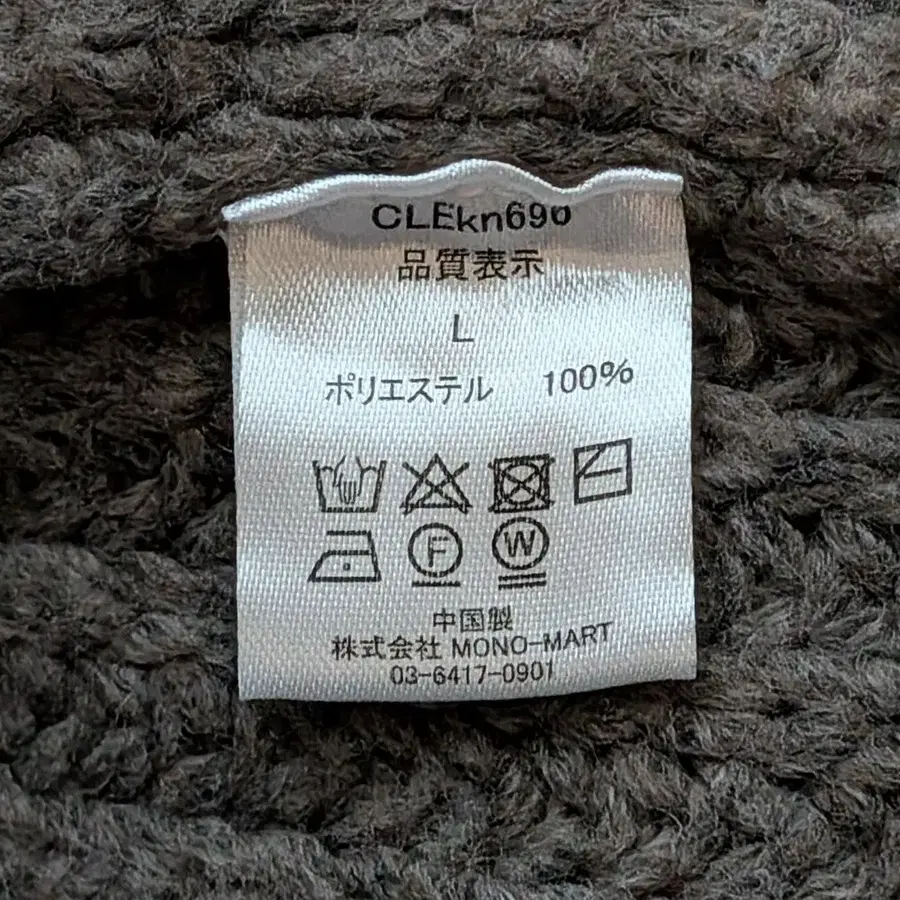 CLEkn690
品質表示
L
ポリエステル 100%
F W
中国製
株式会社 MONO-MART
03-6417-0901